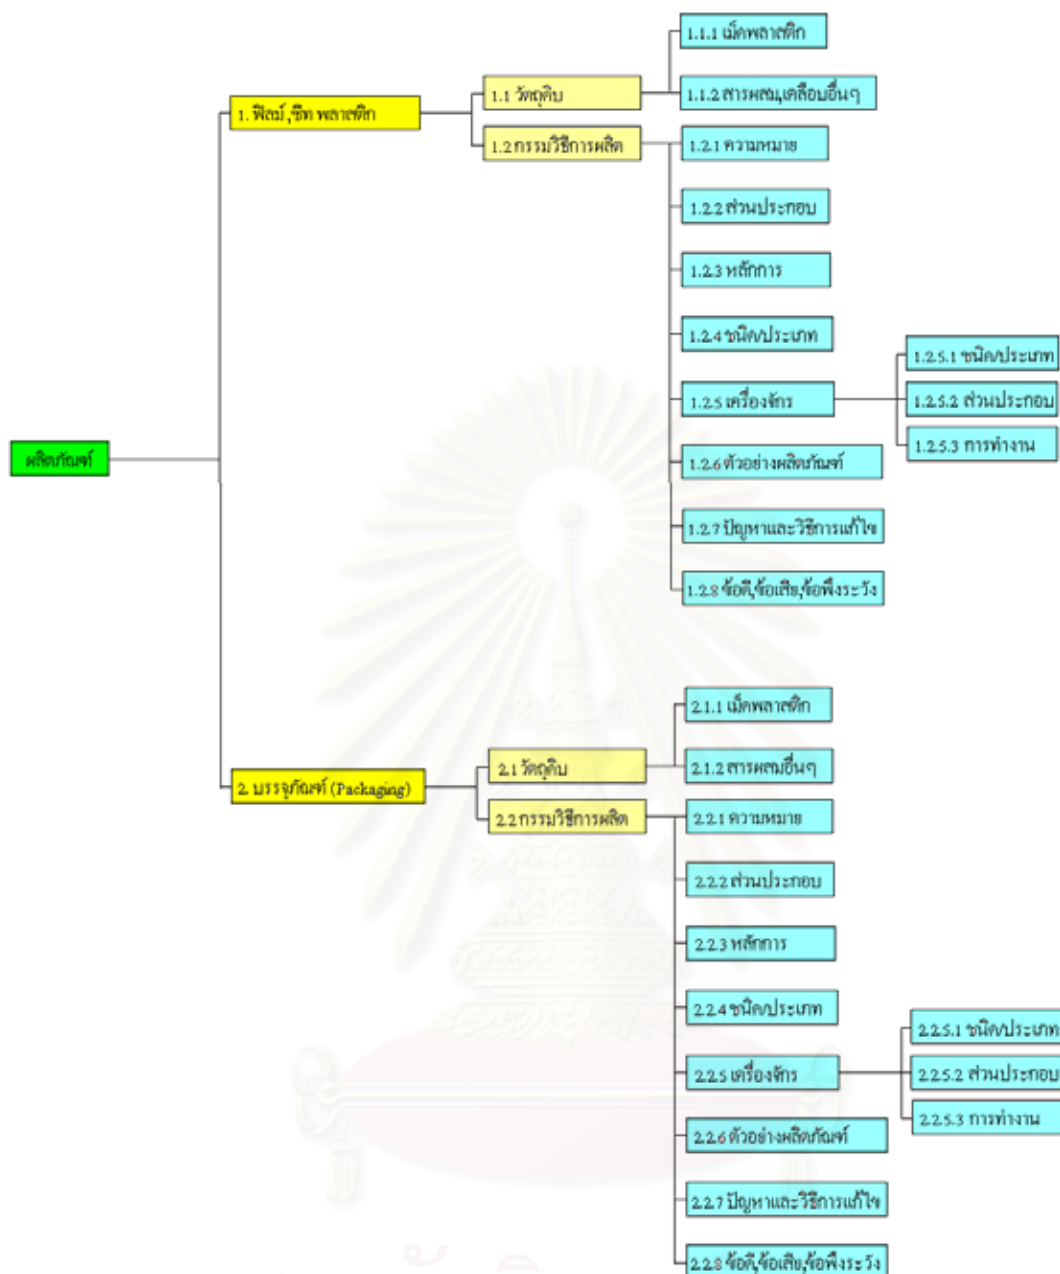 ผลิตภัณฑ์
1. ฟิล์ม,ชีท พลาสติก
1.1 วัตถุดิบ
1.1.1 เม็ดพลาสติก
1.1.2 สารผสม,เคลือบอื่นๆ
1.2 กรรมวิธีการผลิต
1.2.1 ความหมาย
1.2.2 ส่วนประกอบ
1.2.3 หลักการ
1.2.4 ชนิด/ประเภท
1.2.5 เครื่องจักร
1.2.5.1 ชนิด/ประเภท
1.2.5.2 ส่วนประกอบ
1.2.5.3 การทำงาน
1.2.6 ตัวอย่างผลิตภัณฑ์
1.2.7 ปัญหาและวิธีการแก้ไข
1.2.8 ข้อดี,ข้อเสีย,ข้อพึงระวัง
2. บรรจุภัณฑ์ (Packaging)
2.1 วัตถุดิบ
2.1.1 เม็ดพลาสติก
2.1.2 สารผสมอื่นๆ
2.2 กรรมวิธีการผลิต
2.2.1 ความหมาย
2.2.2 ส่วนประกอบ
2.2.3 หลักการ
2.2.4 ชนิด/ประเภท
2.2.5 เครื่องจักร
2.2.5.1 ชนิด/ประเภท
2.2.5.2 ส่วนประกอบ
2.2.5.3 การทำงาน
2.2.6 ตัวอย่างผลิตภัณฑ์
2.2.7 ปัญหาและวิธีการแก้ไข
2.2.8 ข้อดี,ข้อเสีย,ข้อพึงระวัง